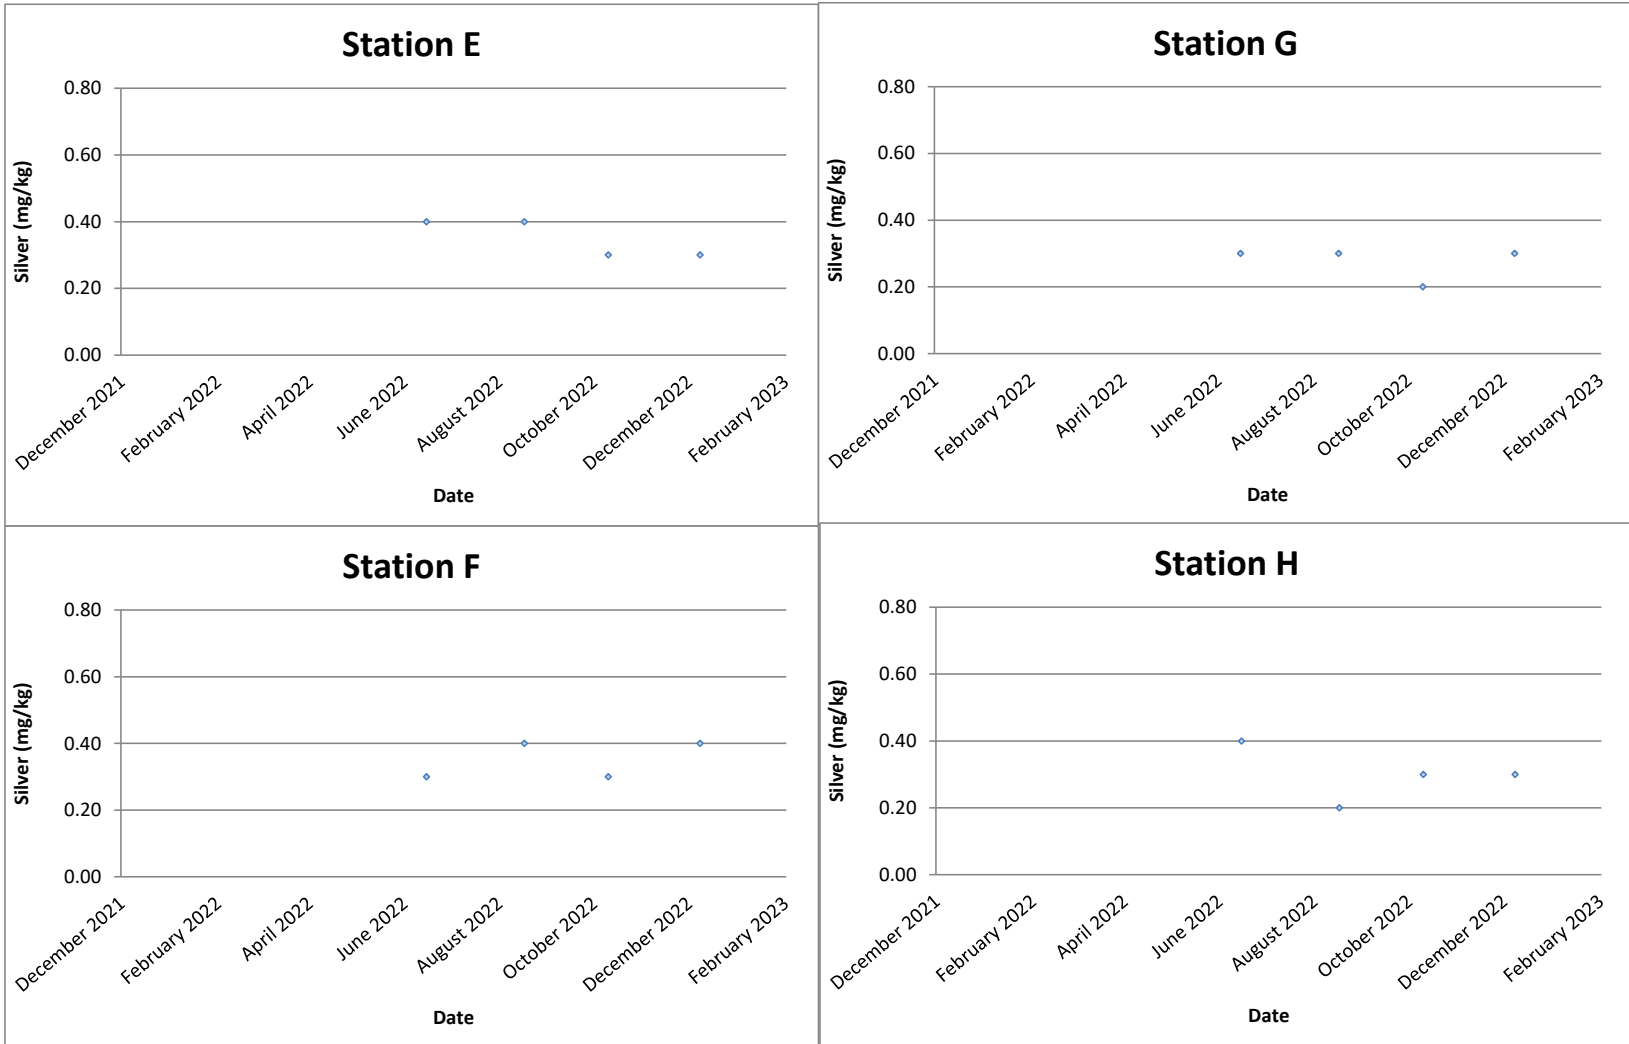 Station E
0.80
0.60
0.40
0.20
0.00
Silver (mg/kg)
December 2021
February 2022
April 2022
June 2022
August 2022
October 2022
December 2022
February 2023
Date
Station G
0.80
0.60
0.40
0.20
0.00
Silver (mg/kg)
December 2021
February 2022
April 2022
June 2022
August 2022
October 2022
December 2022
February 2023
Date
Station F
0.80
0.60
0.40
0.20
0.00
Silver (mg/kg)
December 2021
February 2022
April 2022
June 2022
August 2022
October 2022
December 2022
February 2023
Date
Station H
0.80
0.60
0.40
0.20
0.00
Silver (mg/kg)
December 2021
February 2022
April 2022
June 2022
August 2022
October 2022
December 2022
February 2023
Date